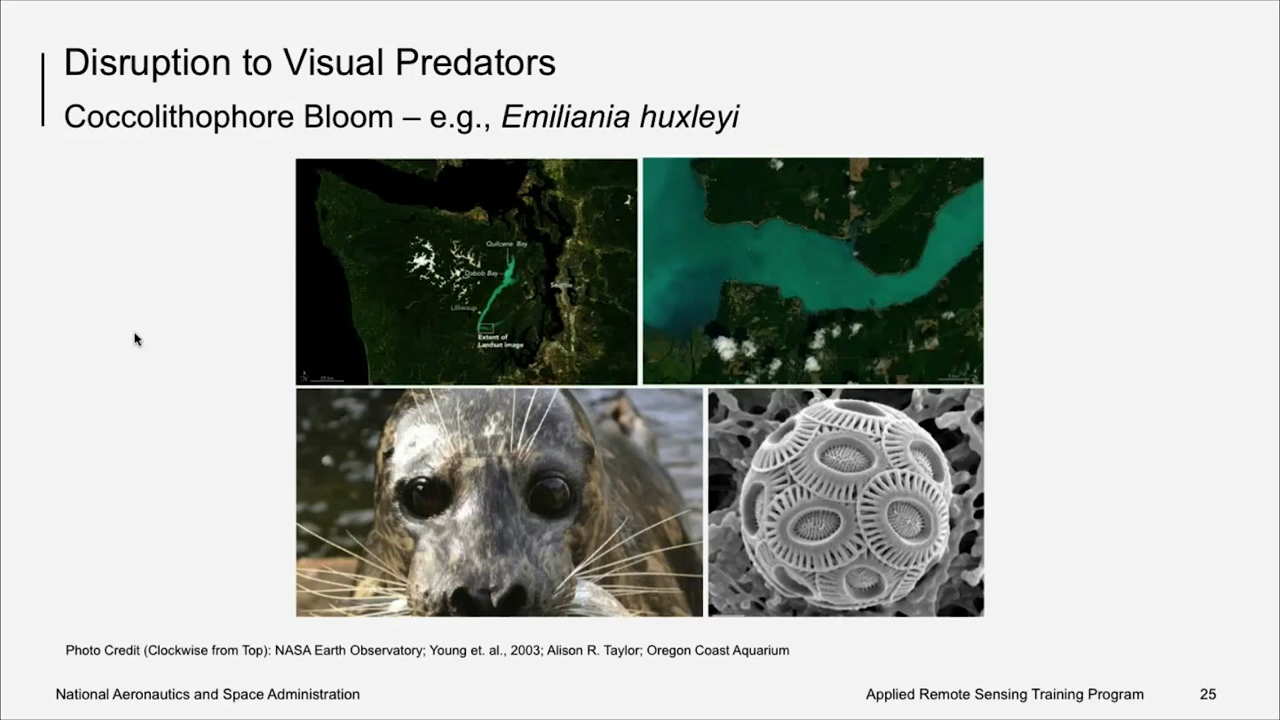 Disruption to Visual Predators
Coccolithophore Bloom – e.g., Emiliania huxleyi
Quilcene Bay
Dabob Bay
Seattle
Lilliwaup
Extent of
Landsat image
Photo Credit (Clockwise from Top): NASA Earth Observatory; Young et. al., 2003; Alison R. Taylor; Oregon Coast Aquarium
National Aeronautics and Space Administration
Applied Remote Sensing Training Program
25